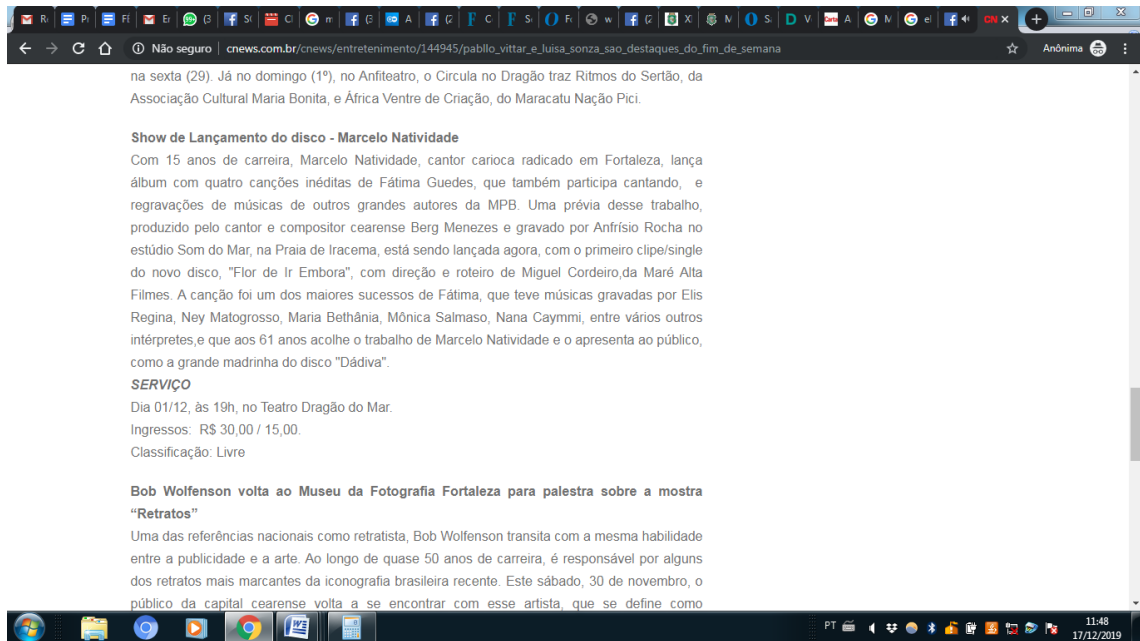 Não seguro | cnews.com.br/cnews/entretenimento/144945/pabllo_vittar_e_luisa_sonza_sao_destaques_do_fim_de_semana
Anônima
na sexta (29). Já no domingo (1º), no Anfiteatro, o Circula no Dragão traz Ritmos do Sertão, da
Associação Cultural Maria Bonita, e África Ventre de Criação, do Maracatu Nação Pici.
Show de Lançamento do disco - Marcelo Natividade
Com 15 anos de carreira, Marcelo Natividade, cantor carioca radicado em Fortaleza, lança
álbum com quatro canções inéditas de Fátima Guedes, que também participa cantando, e
regravações de músicas de outros grandes autores da MPB. Uma prévia desse trabalho,
produzido pelo cantor e compositor cearense Berg Menezes e gravado por Anfrísio Rocha no
estúdio Som do Mar, na Praia de Iracema, está sendo lançada agora, com o primeiro clipe/single
do novo disco, "Flor de Ir Embora", com direção e roteiro de Miguel Cordeiro,da Maré Alta
Filmes. A canção foi um dos maiores sucessos de Fátima, que teve músicas gravadas por Elis
Regina, Ney Matogrosso, Maria Bethânia, Mônica Salmaso, Nana Caymmi, entre vários outros
intérpretes,e que aos 61 anos acolhe o trabalho de Marcelo Natividade e o apresenta ao público,
como a grande madrinha do disco "Dádiva".
SERVIÇO
Dia 01/12, às 19h, no Teatro Dragão do Mar.
Ingressos: R$ 30,00 / 15,00.
Classificação: Livre
Bob Wolfenson volta ao Museu da Fotografia Fortaleza para palestra sobre a mostra
“Retratos”
Uma das referências nacionais como retratista, Bob Wolfenson transita com a mesma habilidade
entre a publicidade e a arte. Ao longo de quase 50 anos de carreira, é responsável por alguns
dos retratos mais marcantes da iconografia brasileira recente. Este sábado, 30 de novembro, o
público da capital cearense volta a se encontrar com esse artista, que se define como
PT
11:48
17/12/2019